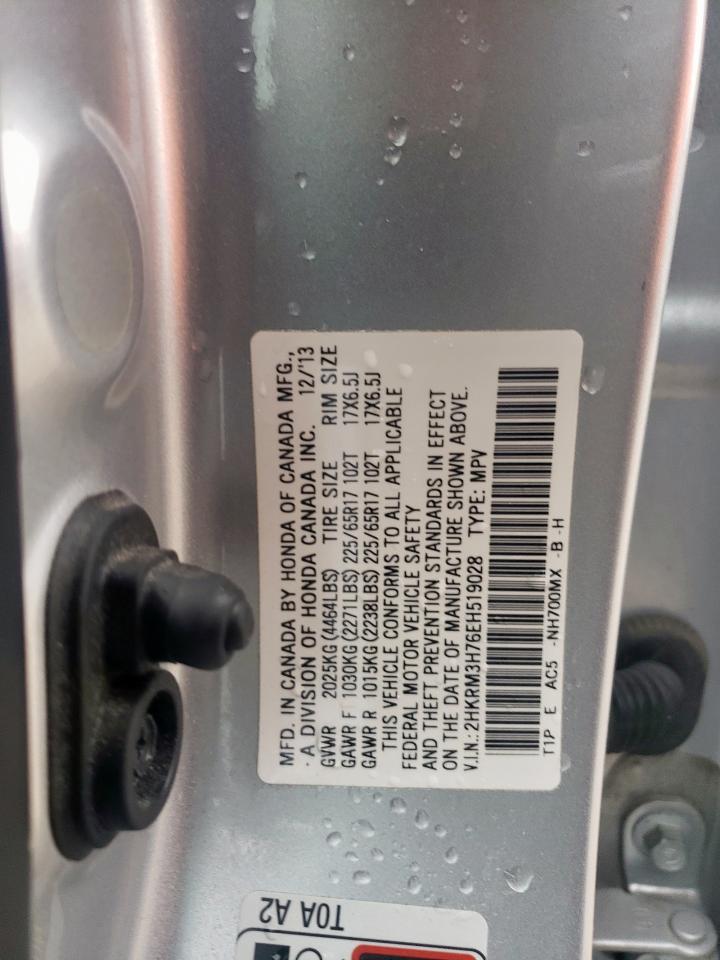 MFD. IN CANADA BY HONDA OF CANADA MFG.,
- A DIVISION OF HONDA CANADA INC. 12/'13
GVWR 2025KG(4464LBS) TIRE SIZE RIM SIZE
GAWR F 1030KG(2271LBS) 225/65R17 102T 17X6.5J
GAWR R 1015KG(2238LBS) 225/65R17 102T 17X6.5J
THIS VEHICLE CONFORMS TO ALL APPLICABLE
FEDERAL MOTOR VEHICLE SAFETY
AND THEFT PREVENTION STANDARDS IN EFFECT
ON THE DATE OF MANUFACTURE SHOWN ABOVE.
V.I.N.: 2HKRM3H76EH519028 TYPE: MPV
T1P E AC5 -NH700MX -B -H
T0A A2